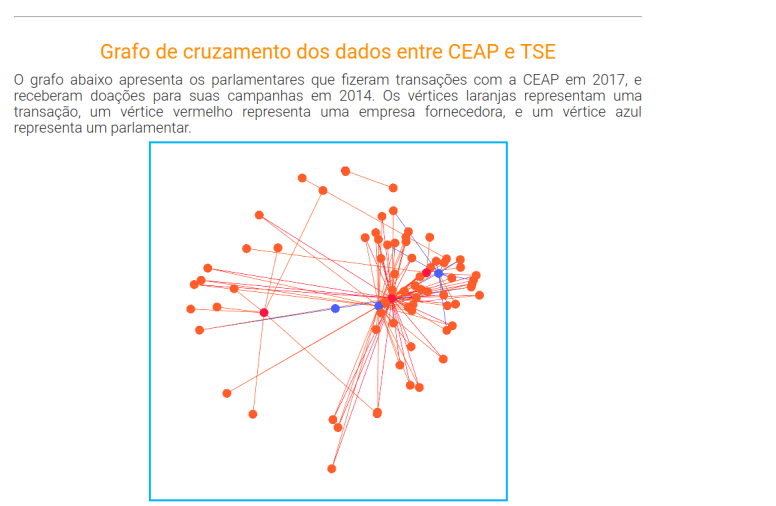 Grafo de cruzamento dos dados entre CEAP e TSE
O grafo abaixo apresenta os parlamentares que fizeram transações com a CEAP em 2017, e
receberam doações para suas campanhas em 2014. Os vértices laranjas representam uma
transação, um vértice vermelho representa uma empresa fornecedora, e um vértice azul
representa um parlamentar.